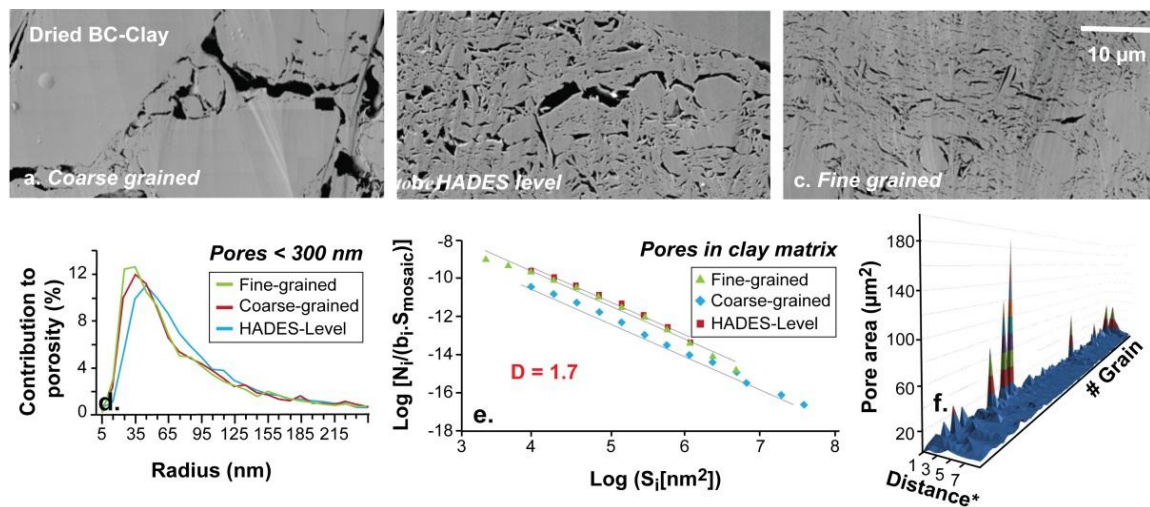 Dried BC-Clay
a. Coarse grained
HADES level
10 µm
c. Fine grained
Contribution to
porosity (%)
12
8
4
0
Pores < 300 nm
Fine-grained
Coarse-grained
HADES-Level
d.
5 35 65 95 125 155 185 215
Radius (nm)
Log [Nᵢ/(bᵢ·Sₘₒₛₐᵢc)]
-8
-10
-12
-14
-16
-18
Pores in clay matrix
Fine-grained
Coarse-grained
HADES-Level
D = 1.7
e.
3 4 5 6 7 8
Log (Sᵢ[nm²])
Pore area (µm²)
180
140
100
60
20
f.
# Grain
1 3 5 7
Distance*